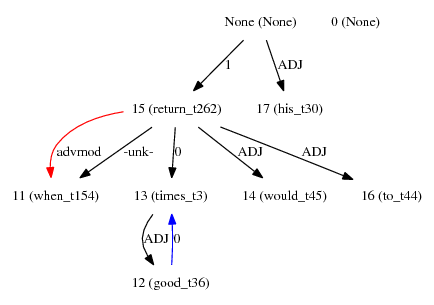 None (None) 0 (None)
1 ADJ
15 (return_t262) 17 (his_t30)
advmod -unk- 0 ADJ ADJ
11 (when_t154) 13 (times_t3) 14 (would_t45) 16 (to_t44)
ADJ 0
12 (good_t36)